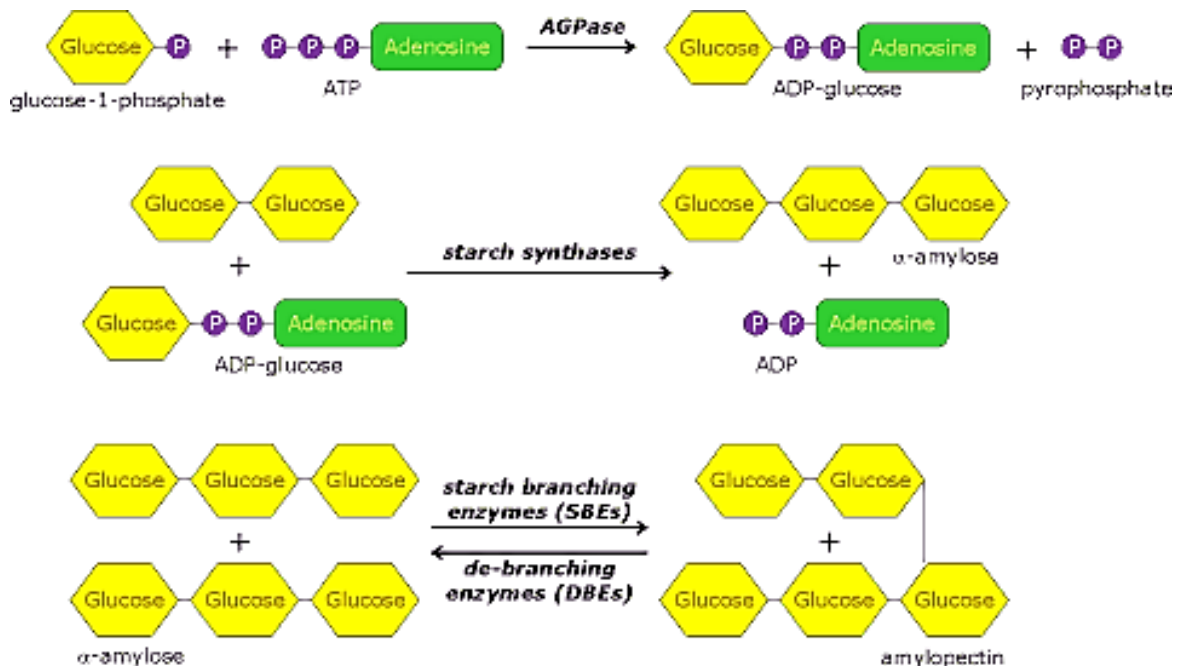 Glucose P + P P P Adenosine AGPase Glucose P P Adenosine + P P
glucose-1-phosphate ATP ADP-glucose pyrophosphate
Glucose Glucose Glucose Glucose Glucose
+ starch synthases + α-amylose
Glucose P P Adenosine P P Adenosine
ADP-glucose ADP
Glucose Glucose Glucose starch branching Glucose Glucose
enzymes (SBEs)
+ +
de-branching
Glucose Glucose Glucose enzymes (DBEs) Glucose Glucose Glucose
α-amylose amylopectin